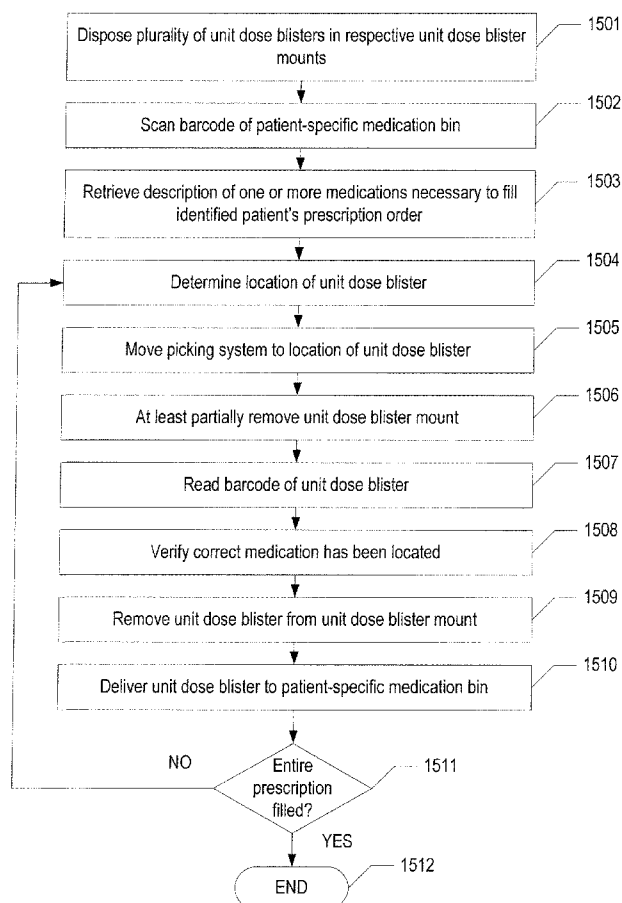 Dispose plurality of unit dose blisters in respective unit dose blister
mounts
1501
Scan barcode of patient-specific medication bin
1502
Retrieve description of one or more medications necessary to fill
identified patient's prescription order
1503
Determine location of unit dose blister
1504
Move picking system to location of unit dose blister
1505
At least partially remove unit dose blister mount
1506
Read barcode of unit dose blister
1507
Verify correct medication has been located
1508
Remove unit dose blister from unit dose blister mount
1509
Deliver unit dose blister to patient-specific medication bin
1510
Entire
prescription
filled?
1511
NO
YES
END
1512